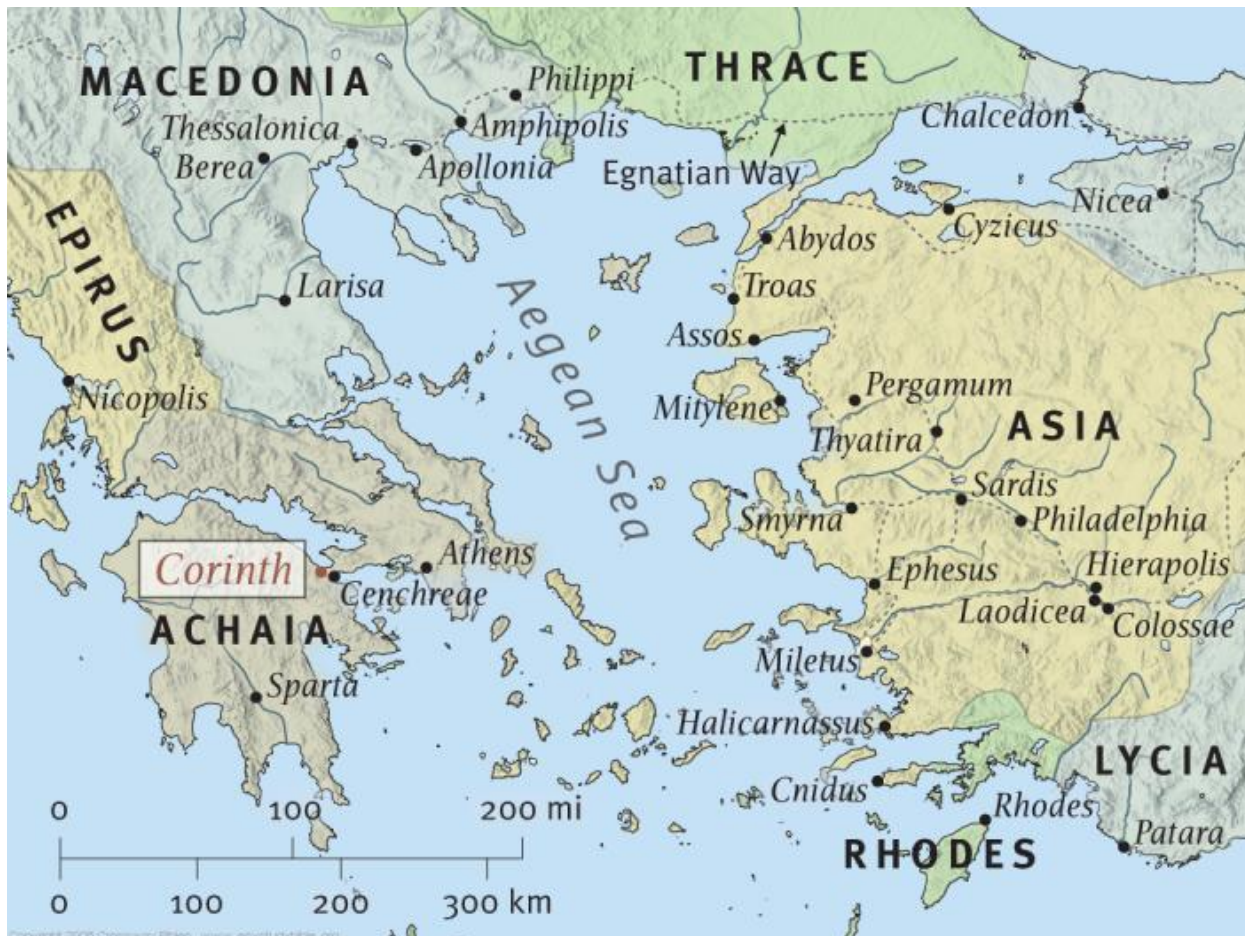 MACEDONIA
THRACE
Philippi
Chalcedon
Thessalonica
Amphipolis
Berea
Apollonia
Egnatian Way
Nicea
EPIRUS
Cyzicus
Abydos
Larisa
Troas
Aegean Sea
Assos
Nicopolis
Mitylene
Pergamum
ASIA
Thyatira
Sardis
Smyrna
Philadelphia
Corinth
Athens
Cenchreae
Ephesus
Hierapolis
Laodicea
Colossae
ACHAIA
Miletus
Sparta
Halicarnassus
LYCIA
Cnidus
Rhodes
RHODES
Patara
0 100 200 mi
0 100 200 300 km